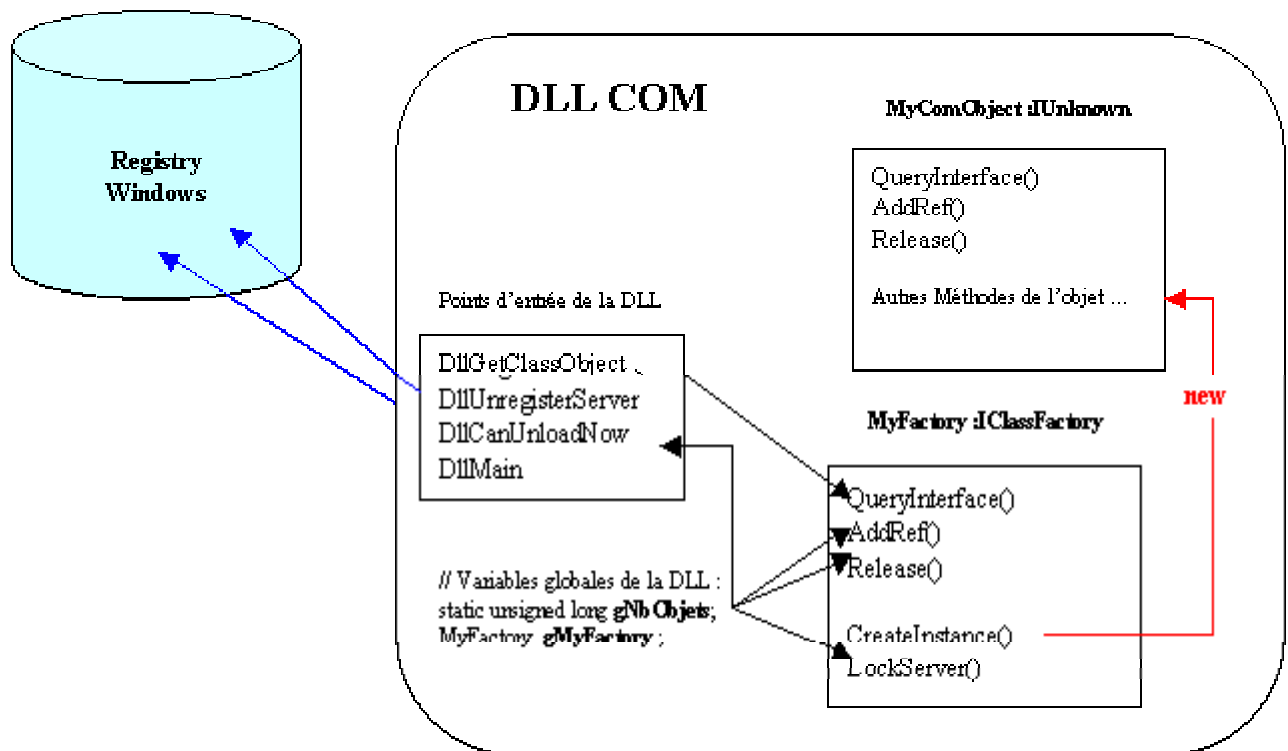 Registry
Windows
DLL COM
MyComObject :IUnknown
QueryInterface()
AddRef()
Release()
Autres Méthodes de l'objet ...
Points d'entrée de la DLL
DllGetClassObject
DllUnregisterServer
DllCanUnloadNow
DllMain
new
MyFactory :IClassFactory
QueryInterface()
AddRef()
Release()
CreateInstance()
LockServer()
// Variables globales de la DLL :
static unsigned long gNbObjets;
MyFactory gMyFactory ;